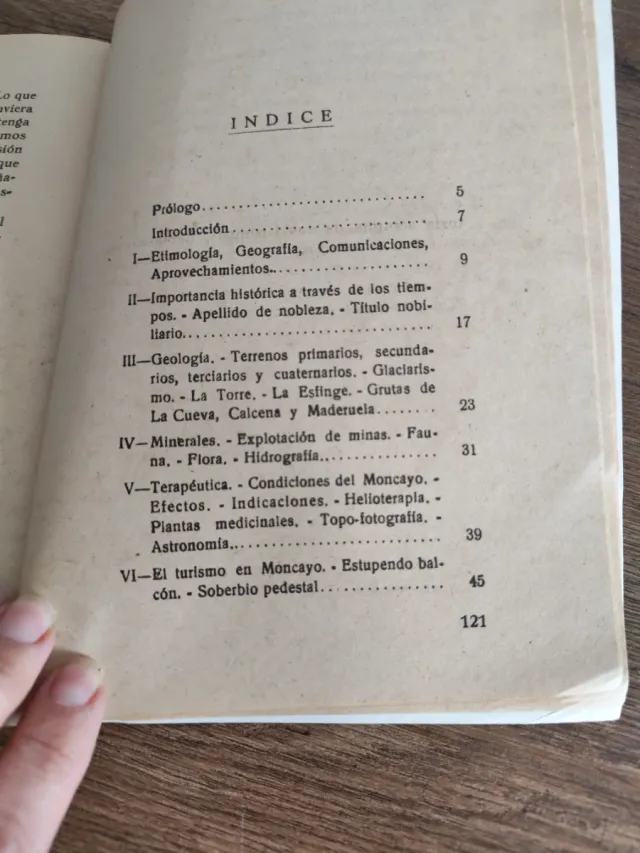 Lo que
uviera
tenga
mos
sión
que
ña-
s-
l
INDICE
Prólogo............................ 5
Introducción......................... 7
I—Etimología, Geografía, Comunicaciones,
Aprovechamientos..................... 9
II—Importancia histórica a través de los tiem-
pos. - Apellido de nobleza. - Título nobi-
liario................................ 17
III—Geología. - Terrenos primarios, secunda-
rios, terciarios y cuaternarios. - Glaciaris-
mo. - La Torre. - La Esfinge. - Grutas de
La Cueva, Calcena y Maderuela........ 23
IV—Minerales. - Explotación de minas. - Fau-
na. - Flora. - Hidrografía............... 31
V—Terapéutica. - Condiciones del Moncayo. -
Efectos. - Indicaciones. - Helioterapia. -
Plantas medicinales. - Topo-fotografía. -
Astronomía........................... 39
VI—El turismo en Moncayo. - Estupendo bal-
cón. - Soberbio pedestal............... 45
121